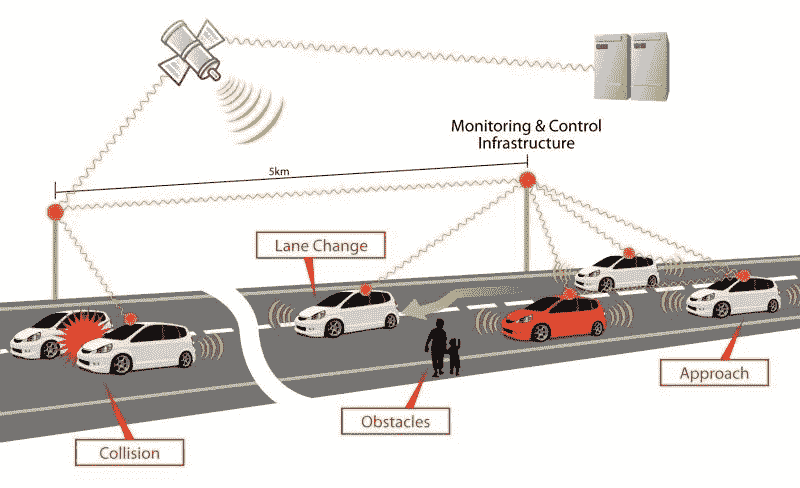 Monitoring & Control
Infrastructure
5km
Lane Change
Approach
Obstacles
Collision